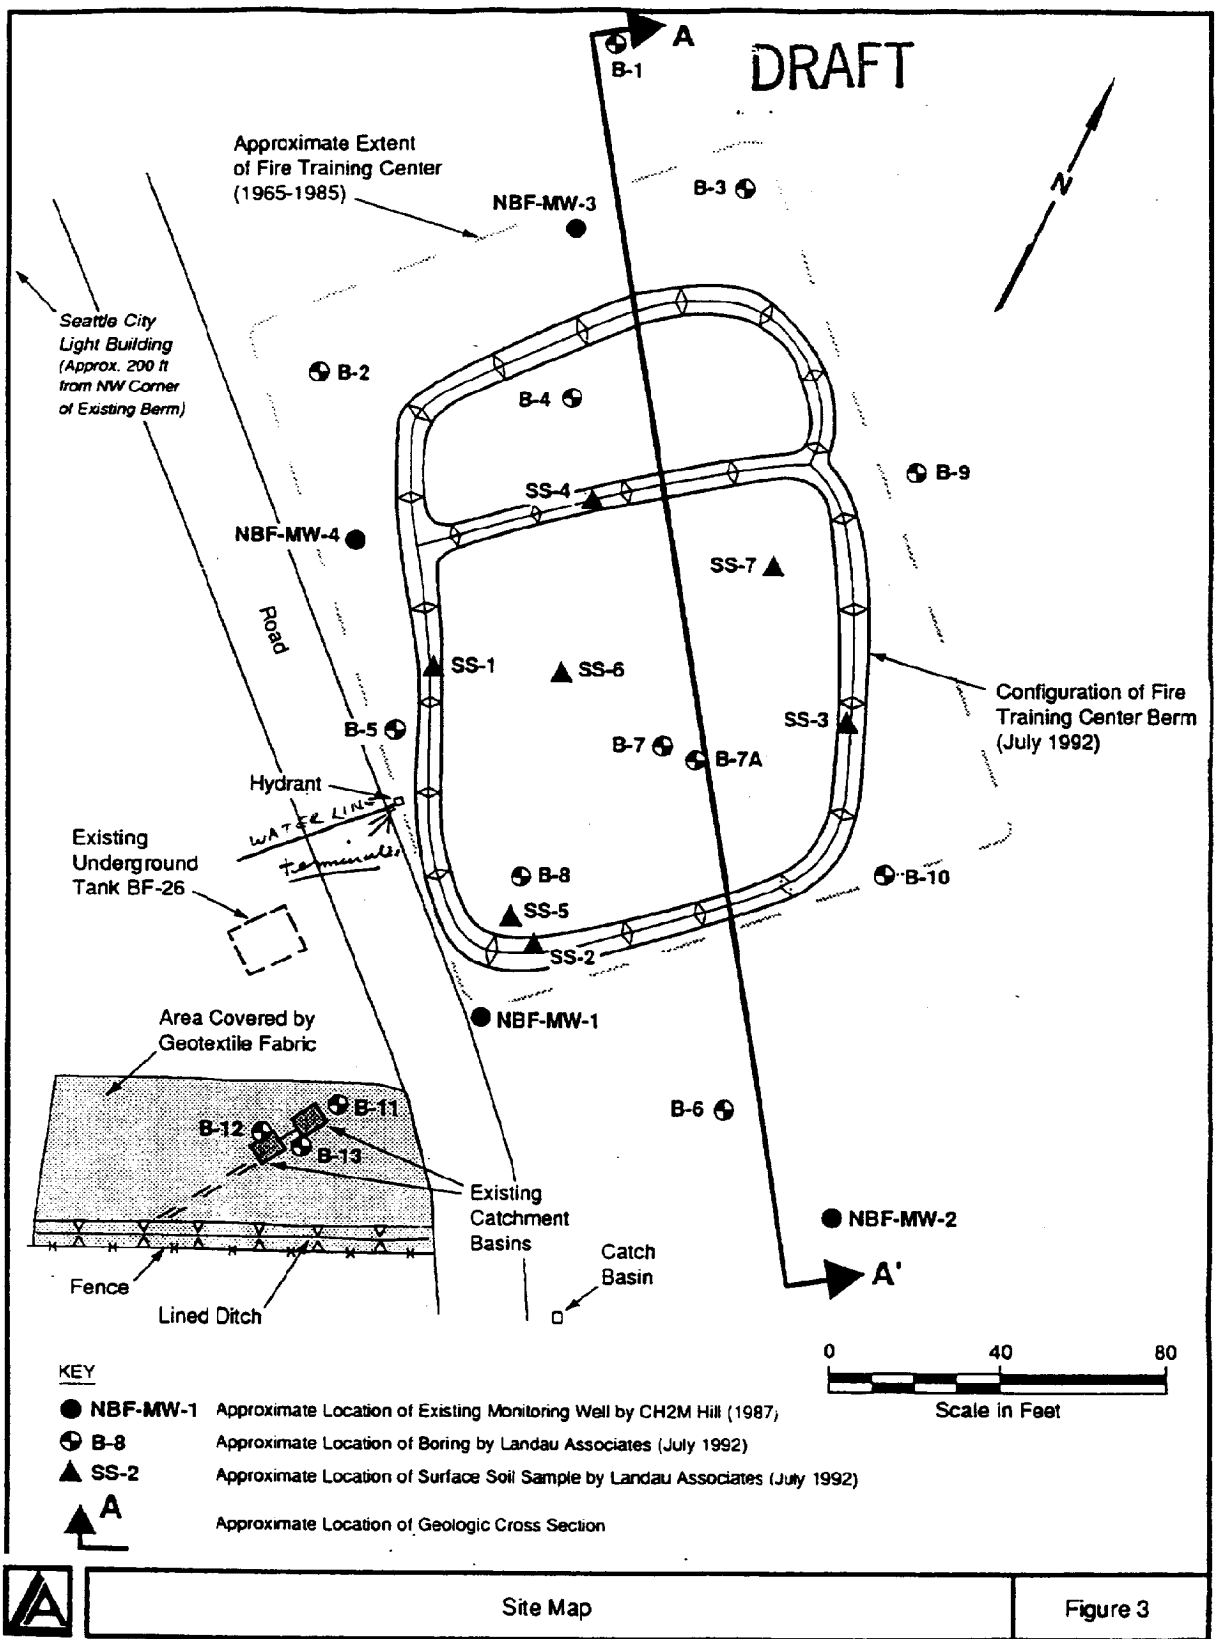 A
B-1
DRAFT
Approximate Extent
of Fire Training Center
(1965-1985)
B-3
N
NBF-MW-3
Seattle City
Light Building
(Approx. 200 ft
from NW Corner
of Existing Berm)
B-2
B-4
B-9
SS-4
NBF-MW-4
SS-7
Road
SS-1
SS-6
Configuration of Fire
Training Center Berm
(July 1992)
SS-3
B-5
B-7
B-7A
Hydrant
WATER LINE
terminates
Existing
Underground
Tank BF-26
B-8
B-10
SS-5
SS-2
NBF-MW-1
Area Covered by
Geotextile Fabric
B-11
B-12
B-13
B-6
Existing
Catchment
Basins
NBF-MW-2
Catch
Basin
A'
Fence
Lined Ditch
0 40 80
Scale in Feet
KEY
NBF-MW-1 Approximate Location of Existing Monitoring Well by CH2M Hill (1987)
B-8 Approximate Location of Boring by Landau Associates (July 1992)
SS-2 Approximate Location of Surface Soil Sample by Landau Associates (July 1992)
A Approximate Location of Geologic Cross Section
Site Map
Figure 3